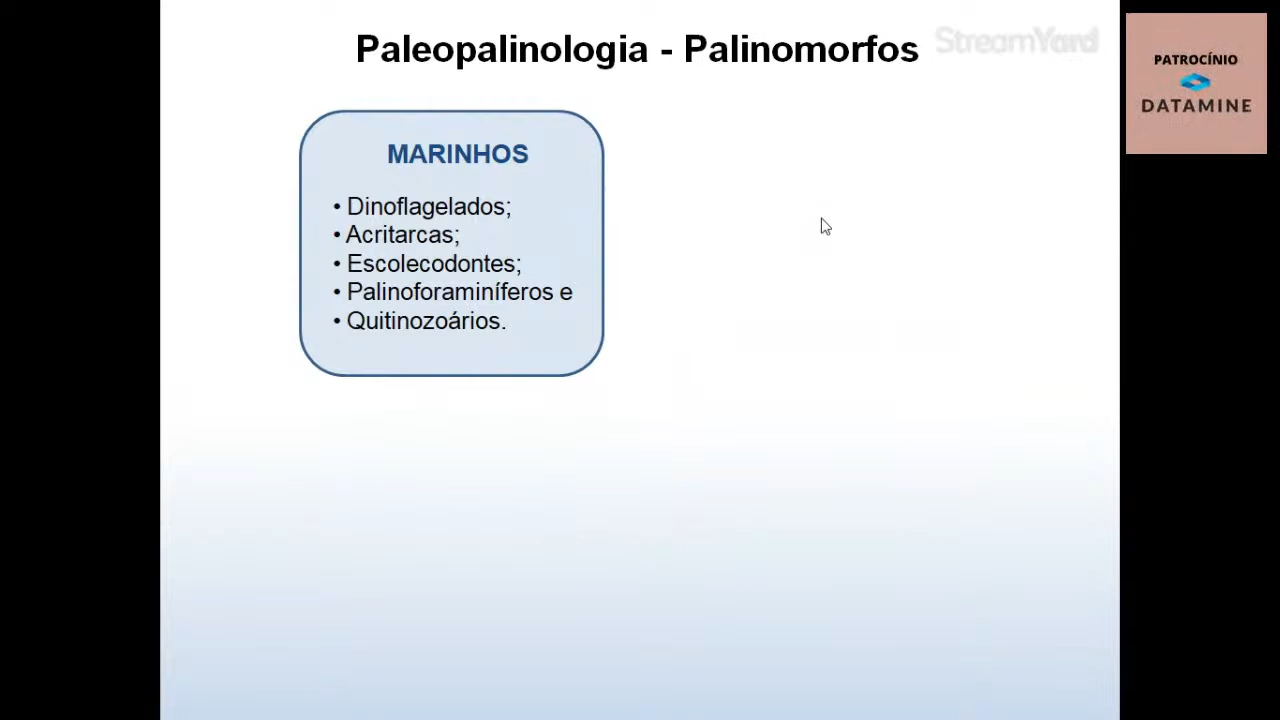 Paleopalinologia - Palinomorfos
StreamYard
PATROCÍNIO
DATAMINE
MARINHOS
• Dinoflagelados;
• Acritarcas;
• Escolecodontes;
• Palinoforaminíferos e
• Quitinozoários.